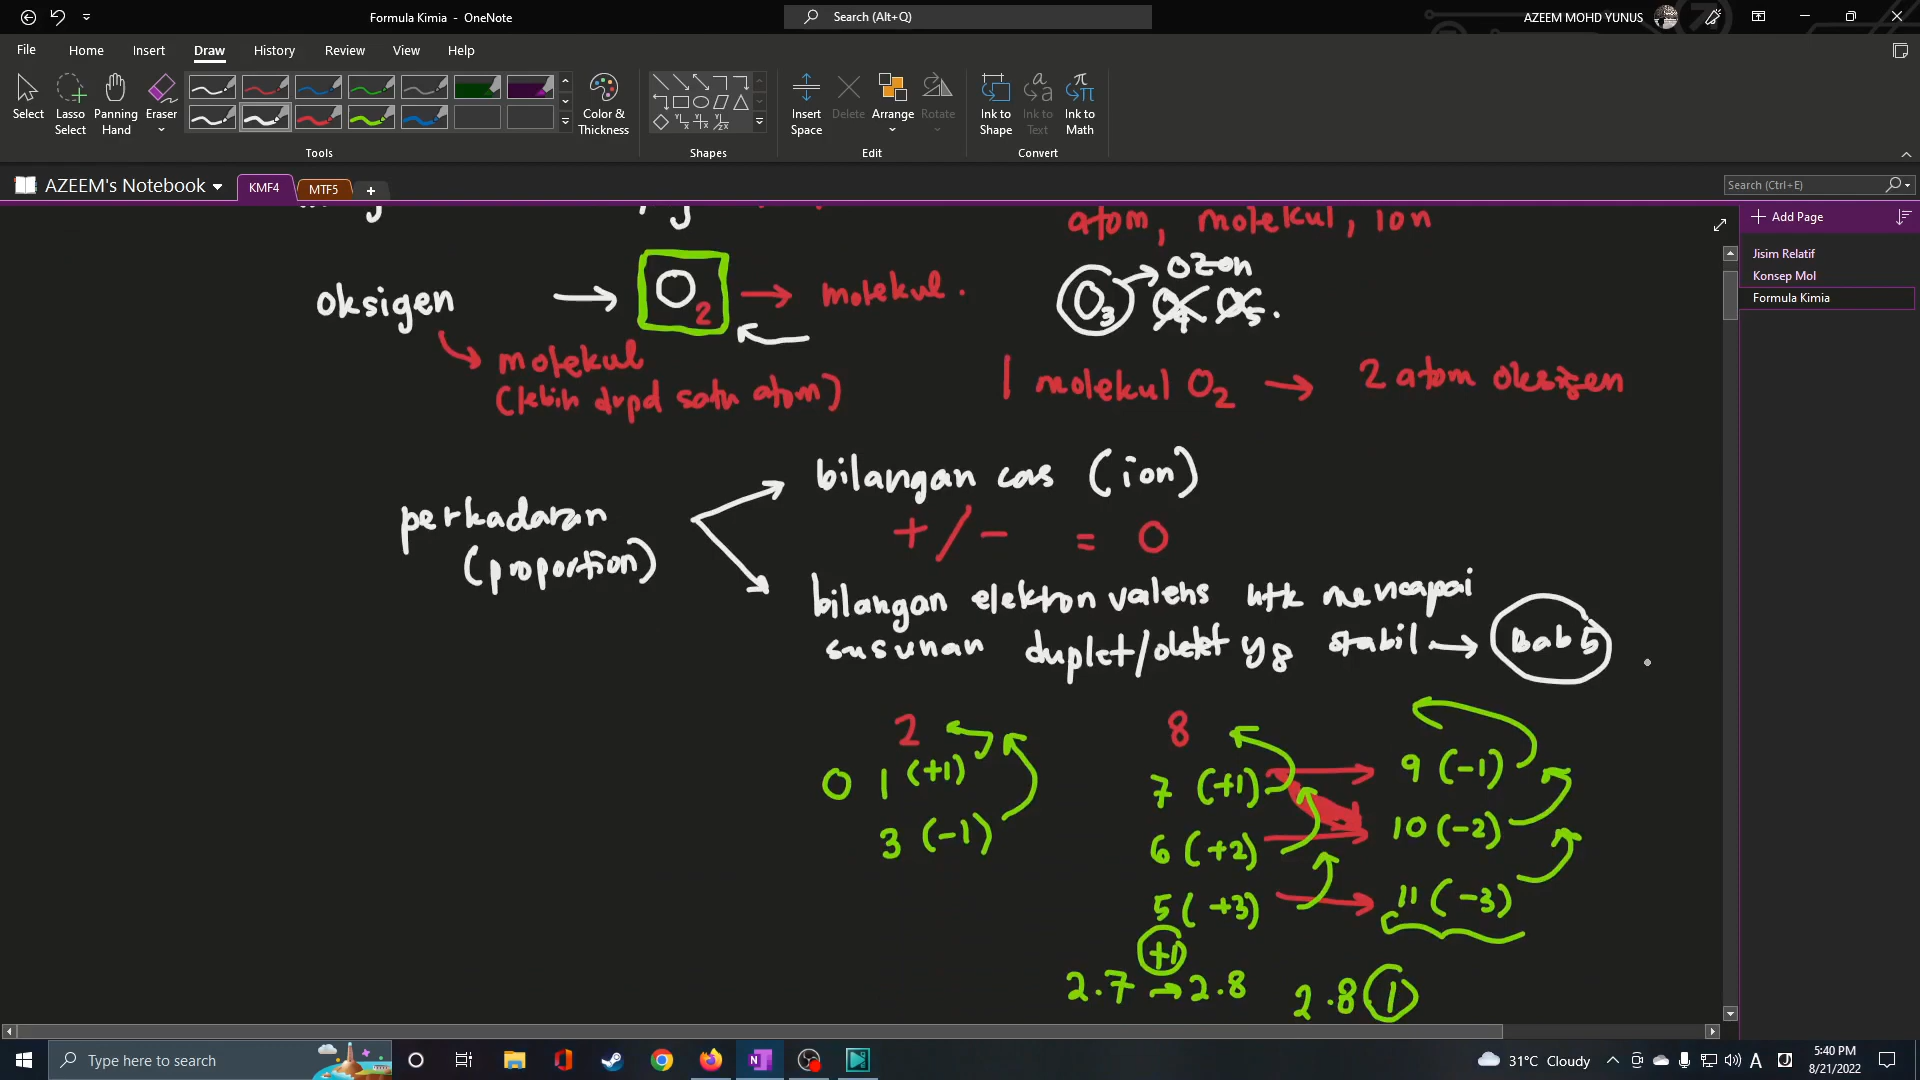 Formula Kimia - OneNote
Search (Alt+Q)
AZEEM MOHD YUNUS
File Home Insert Draw History Review View Help
Select
Lasso Select
Panning Hand
Eraser
Color & Thickness
Insert Space
Delete
Arrange
Rotate
Ink to Shape
Ink to Text
Ink to Math
Tools
Shapes
Edit
Convert
AZEEM's Notebook
KMF4
MTF5
Search (Ctrl+E)
Add Page
Jisim Relatif
Konsep Mol
Formula Kimia
atom, molekul, ion
oksigen → O2 → molekul.
O3 → ozon
molekul
(lebih drpd satu atom)
1 molekul O2 → 2 atom oksigen
perkadaran
(proportion)
bilangan cas (ion)
+/- = 0
bilangan elektron valens utk mencapai
susunan duplet/oktet yg stabil → Bab 5
2
0 1 (+1)
3 (-1)
8
7 (+1) → 9 (-1)
6 (+2) → 10 (-2)
5 (+3) → 11 (-3)
+1
2.7 → 2.8
2.8 1
Type here to search
31°C Cloudy
5:40 PM
8/21/2022